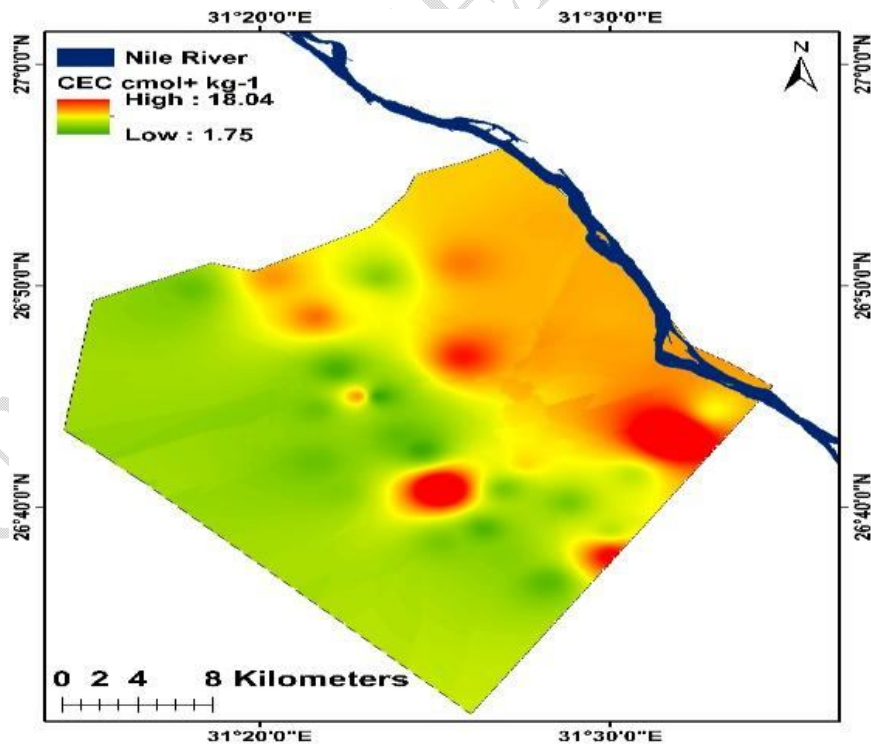 31°20'0"E 31°30'0"E
Nile River
CEC cmol+ kg-1
High : 18.04
Low : 1.75
N
27°0'0"N 27°0'0"N
26°50'0"N 26°50'0"N
26°40'0"N 26°40'0"N
0 2 4 8 Kilometers
31°20'0"E 31°30'0"E